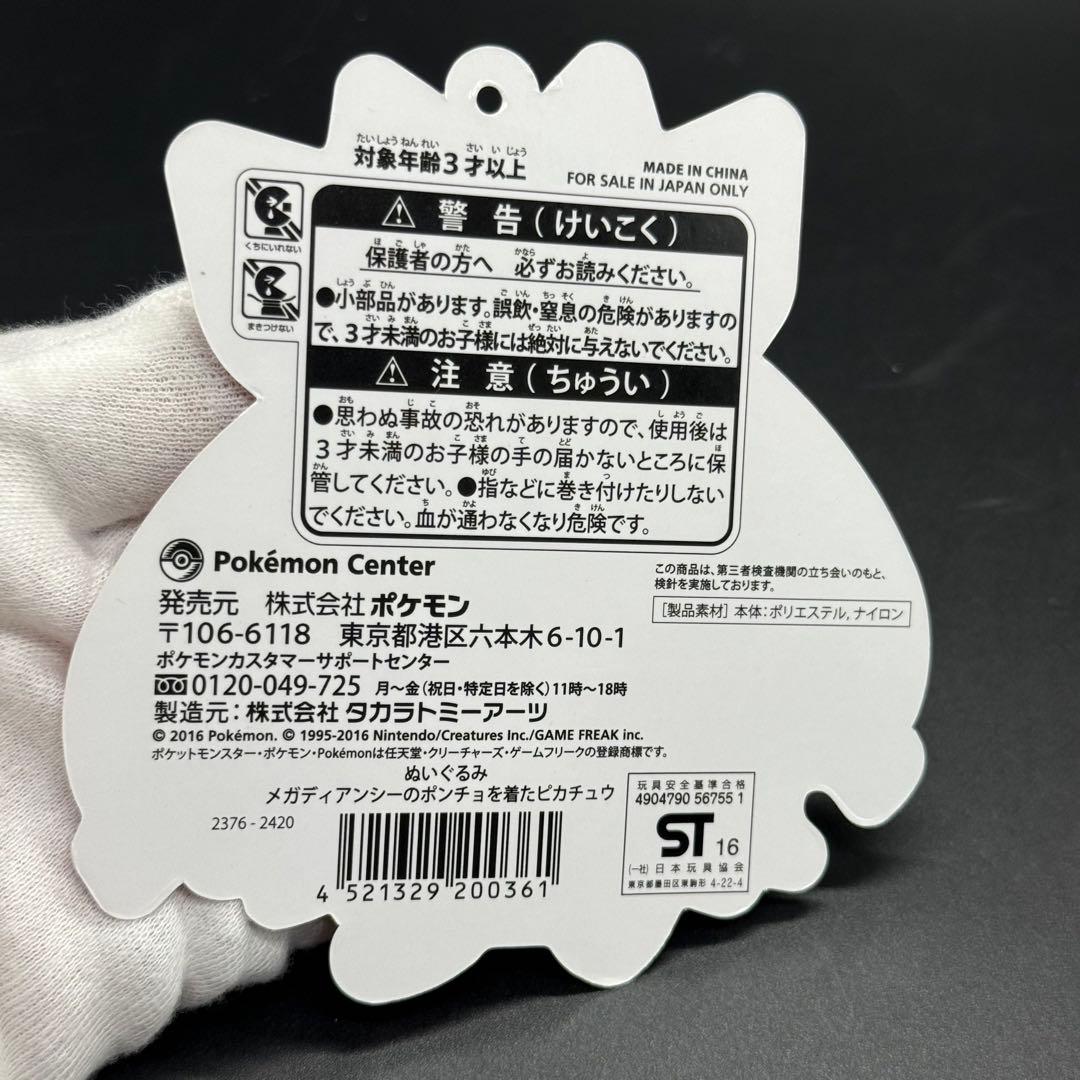 たいしょうねんれい さいいじょう
対象年齢3才以上
MADE IN CHINA
FOR SALE IN JAPAN ONLY
くちにいれない
まきつけない
警告(けいこく)
ほごしゃ かた かなら よ
保護者の方へ 必ずお読みください。
しょうぶひん ごいん ちっそく きけん
●小部品があります。誤飲・窒息の危険がありますの
さいみまん こさま ぜったい あた
で、3才未満のお子様には絶対に与えないでください。
注意(ちゅうい)
おも じこ おそ しようご
●思わぬ事故の恐れがありますので、使用後は
さいみまん こさま て とど ほ
3才未満のお子様の手の届かないところに保
かん ゆび ま つ
管してください。●指などに巻き付けたりしない
ち かよ きけん
でください。血が通わなくなり危険です。
Pokémon Center
発売元 株式会社 ポケモン
〒106-6118 東京都港区六本木6-10-1
ポケモンカスタマーサポートセンター
0120-049-725 月～金(祝日・特定日を除く)11時～18時
製造元:株式会社 タカラトミーアーツ
© 2016 Pokémon. © 1995-2016 Nintendo/Creatures Inc./GAME FREAK inc.
ポケットモンスター・ポケモン・Pokémonは任天堂・クリーチャーズ・ゲームフリークの登録商標です。
この商品は、第三者検査機関の立ち会いのもと、
検針を実施しております。
[製品素材]本体:ポリエステル,ナイロン
ぬいぐるみ
メガディアンシーのポンチョを着たピカチュウ
2376-2420
4 521329 200361
玩具安全基準合格
4904790 56755 1
ST 16
(一社)日本玩具協会
東京都墨田区東駒形 4-22-4